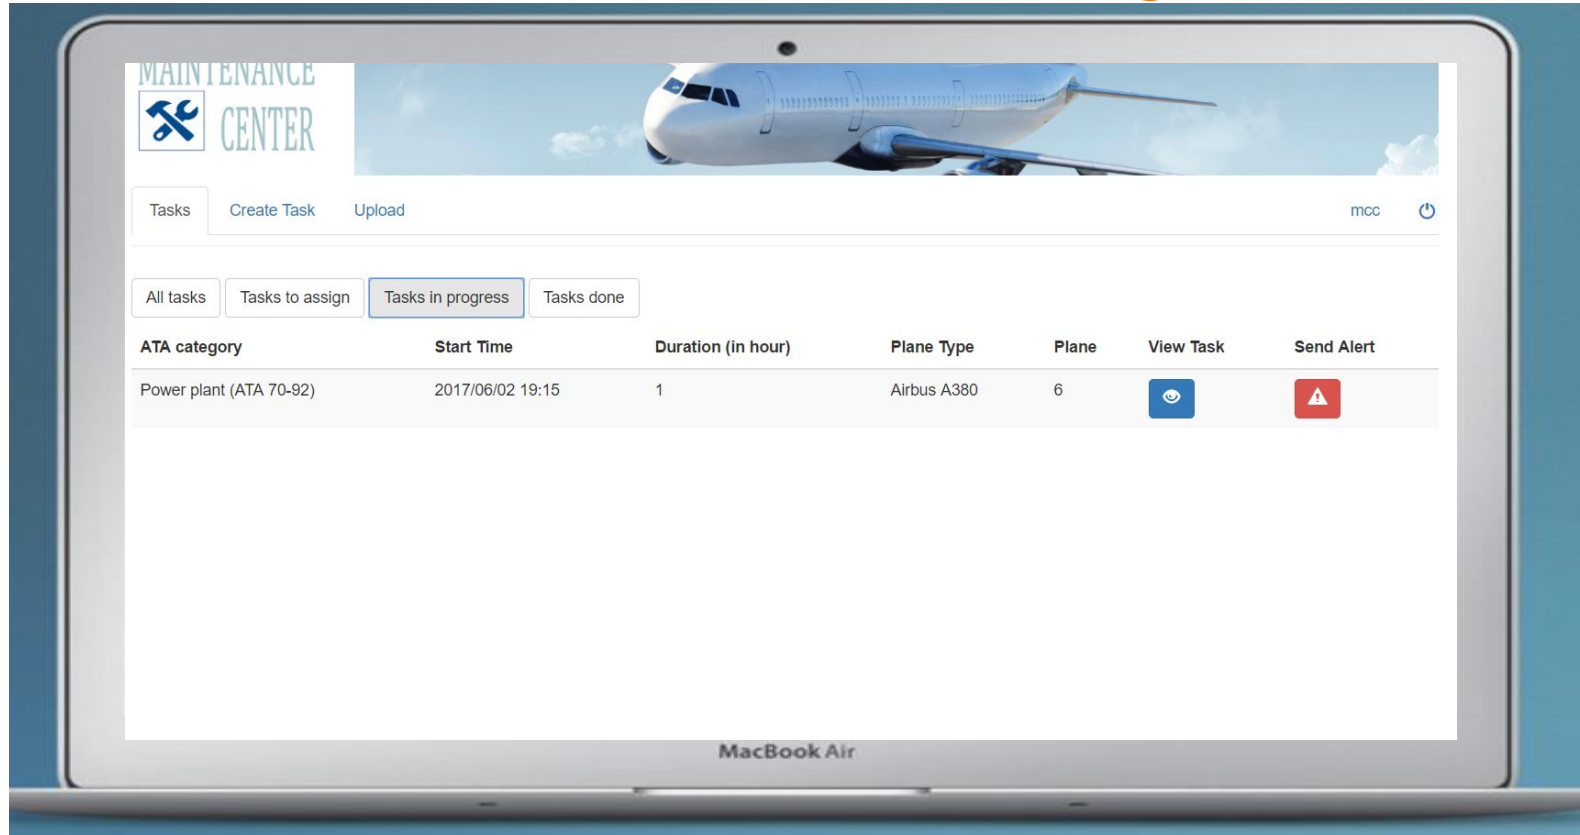 MAINTENANCE
CENTER
Tasks Create Task Upload mcc
All tasks Tasks to assign Tasks in progress Tasks done
ATA category Start Time Duration (in hour) Plane Type Plane View Task Send Alert
Power plant (ATA 70-92) 2017/06/02 19:15 1 Airbus A380 6
MacBook Air